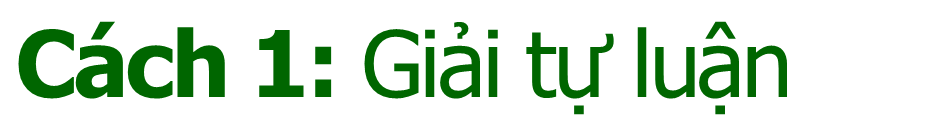 Cách 1: Giải tự luận